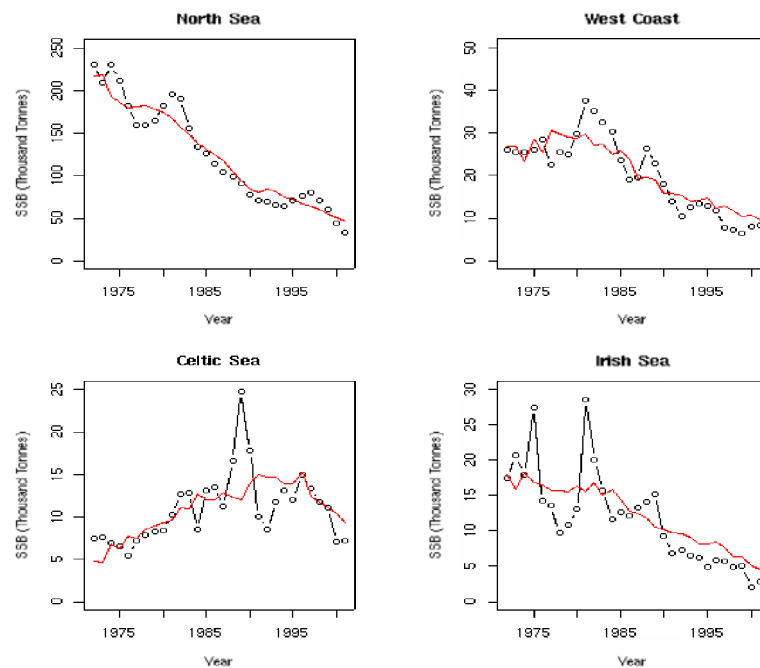 North Sea
SSB (Thousand Tonnes)
250
200
150
100
50
0
1975 1985 1995
Year
West Coast
SSB (Thousand Tonnes)
50
40
30
20
10
0
1975 1985 1995
Year
Celtic Sea
SSB (Thousand Tonnes)
25
20
15
10
5
0
1975 1985 1995
Year
Irish Sea
SSB (Thousand Tonnes)
30
25
20
15
10
5
0
1975 1985 1995
Year